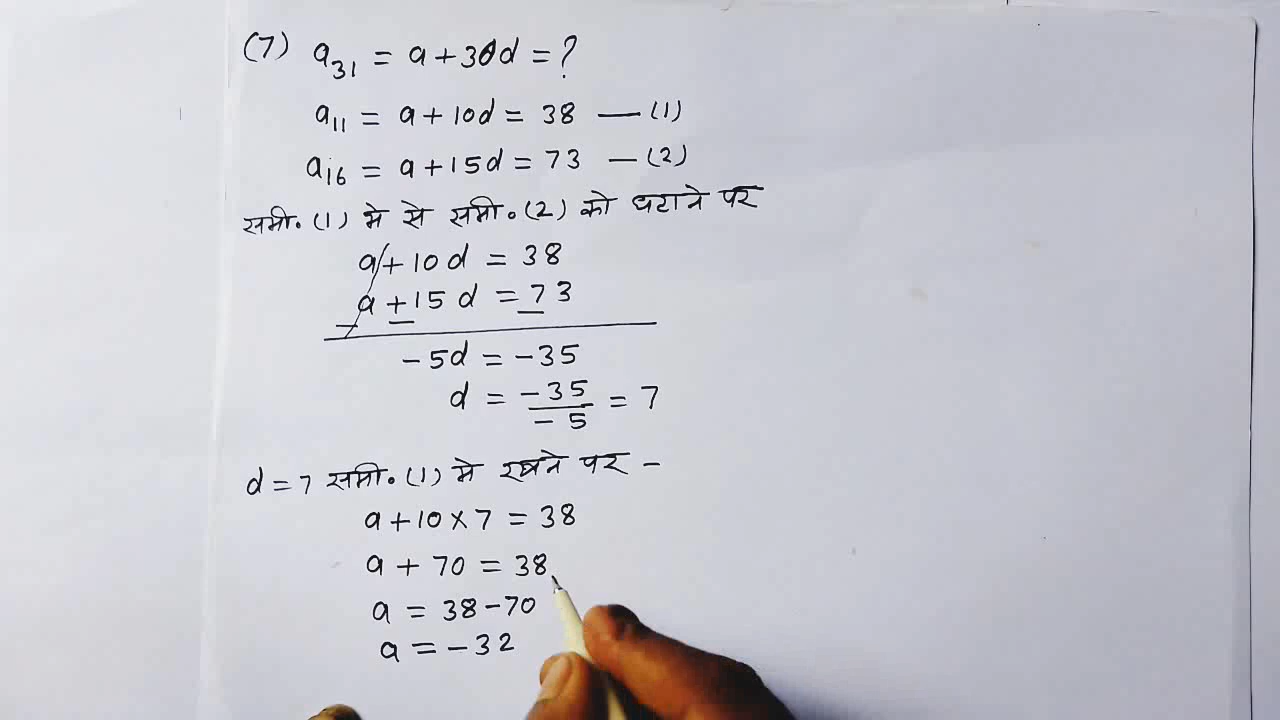 (7) a₃₁ = a + 30d = ?
a₁₁ = a + 10d = 38 — (1)
a₁₆ = a + 15d = 73 — (2)
समी. (1) मे से समी. (2) को घटाने पर
a + 10d = 38
a + 15d = 73
− − −
-5d = -35
d = -35/-5 = 7
d = 7 समी. (1) मे रखने पर –
a + 10 × 7 = 38
a + 70 = 38
a = 38 - 70
a = -32